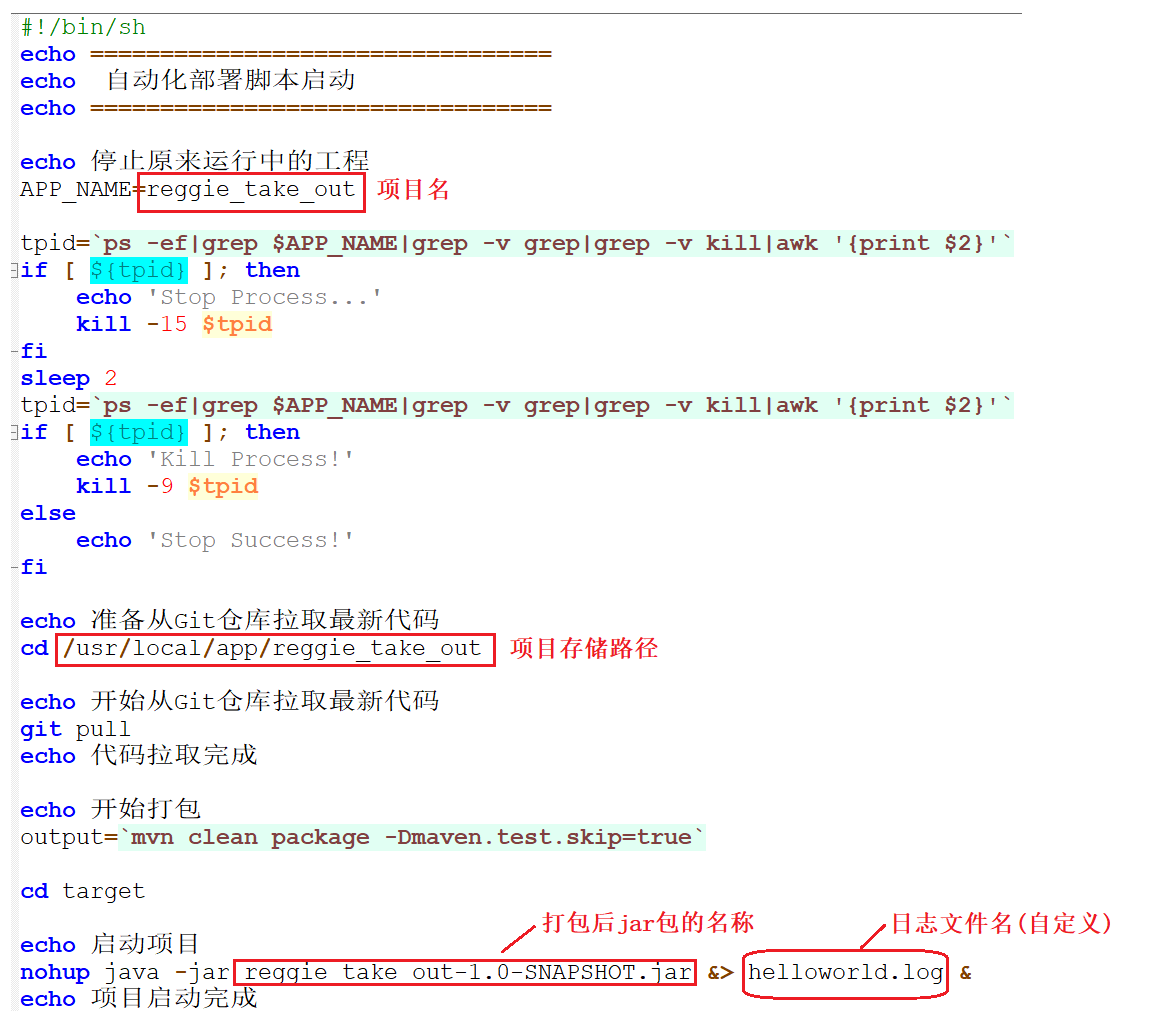 #!/bin/sh
echo =================================
echo  自动化部署脚本启动
echo =================================
echo 停止原来运行中的工程
APP_NAME=reggie_take_out 项目名
tpid=`ps -ef|grep $APP_NAME|grep -v grep|grep -v kill|awk '{print $2}'`
if [ ${tpid} ]; then
    echo 'Stop Process...'
    kill -15 $tpid
fi
sleep 2
tpid=`ps -ef|grep $APP_NAME|grep -v grep|grep -v kill|awk '{print $2}'`
if [ ${tpid} ]; then
    echo 'Kill Process!'
    kill -9 $tpid
else
    echo 'Stop Success!'
fi
echo 准备从Git仓库拉取最新代码
cd /usr/local/app/reggie_take_out 项目存储路径
echo 开始从Git仓库拉取最新代码
git pull
echo 代码拉取完成
echo 开始打包
output=`mvn clean package -Dmaven.test.skip=true`
cd target
打包后jar包的名称 日志文件名(自定义)
echo 启动项目
nohup java -jar reggie_take_out-1.0-SNAPSHOT.jar &> helloworld.log &
echo 项目启动完成